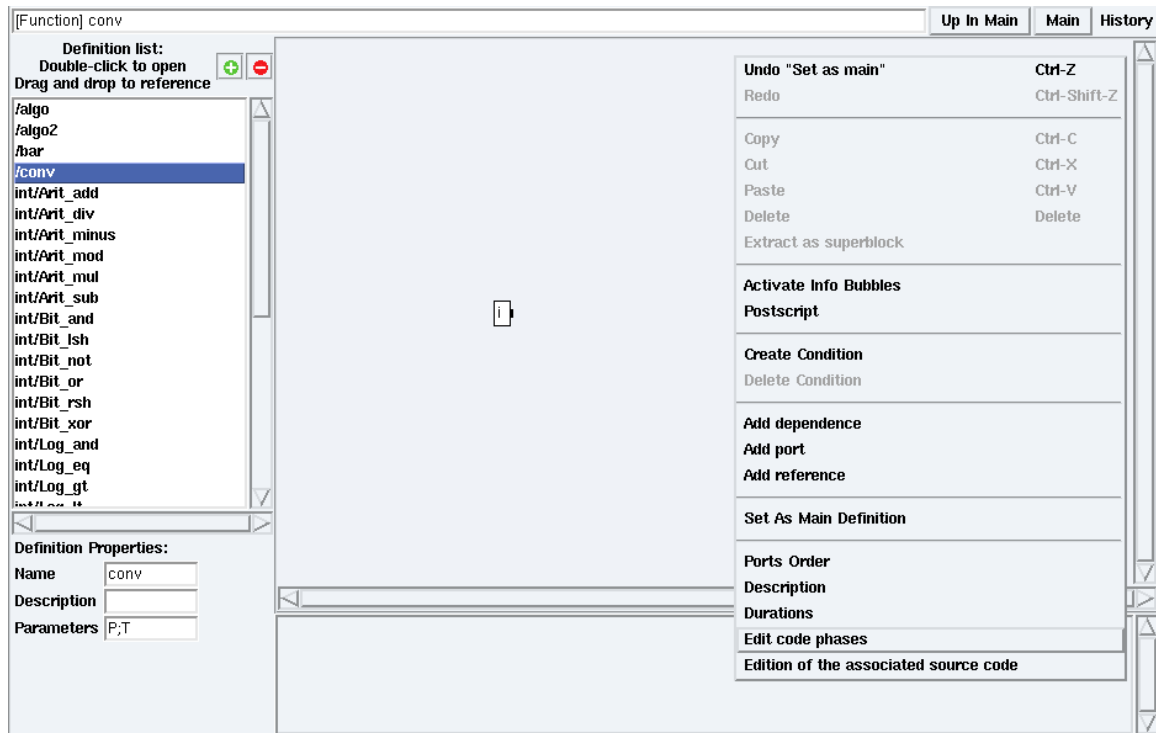 [Function] conv
Up In Main
Main
History
Definition list:
Double-click to open
Drag and drop to reference
/algo
/algo2
/bar
/conv
int/Arit_add
int/Arit_div
int/Arit_minus
int/Arit_mod
int/Arit_mul
int/Arit_sub
int/Bit_and
int/Bit_lsh
int/Bit_not
int/Bit_or
int/Bit_rsh
int/Bit_xor
int/Log_and
int/Log_eq
int/Log_gt
int/Log_lt
Definition Properties:
Name conv
Description
Parameters P;T
i
Undo "Set as main" Ctrl-Z
Redo Ctrl-Shift-Z
Copy Ctrl-C
Cut Ctrl-X
Paste Ctrl-V
Delete Delete
Extract as superblock
Activate Info Bubbles
Postscript
Create Condition
Delete Condition
Add dependence
Add port
Add reference
Set As Main Definition
Ports Order
Description
Durations
Edit code phases
Edition of the associated source code